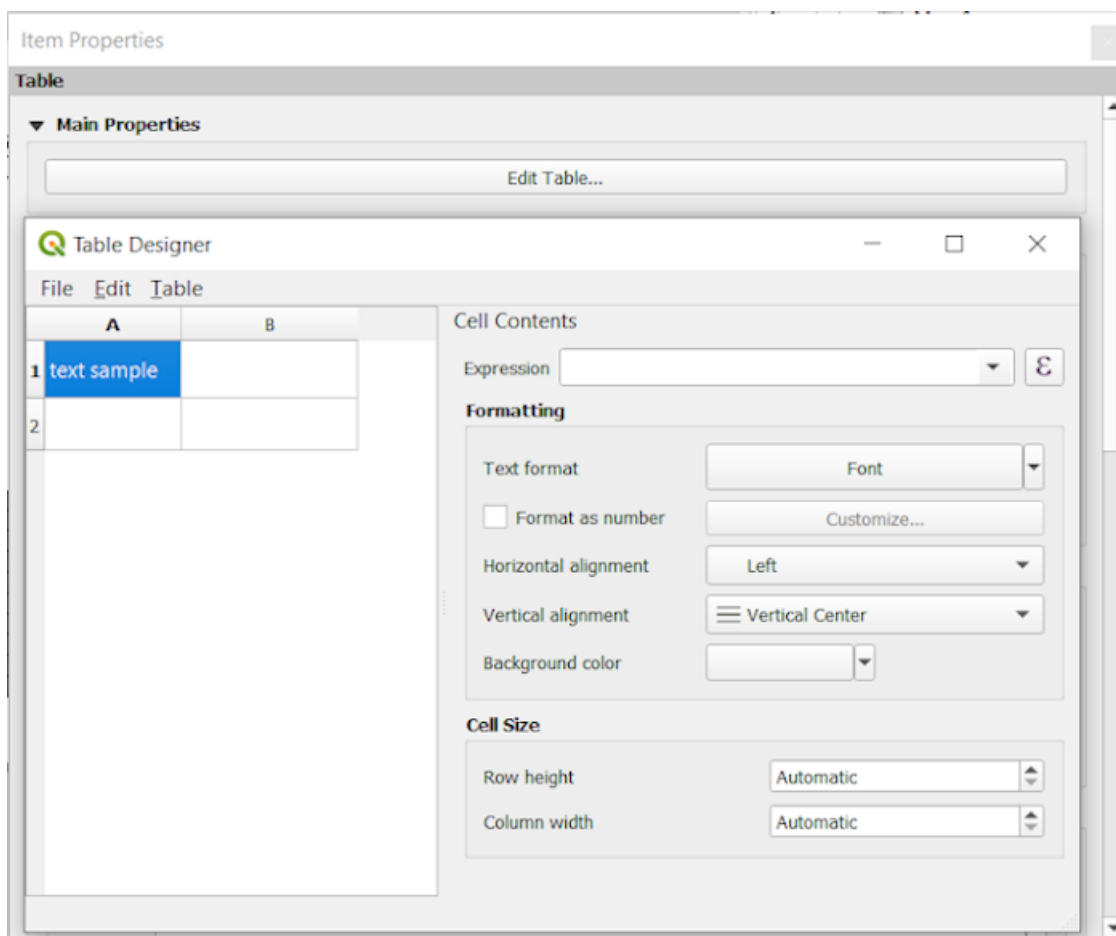 Item Properties
Table
Main Properties
Edit Table...
Table Designer
File Edit Table
A B
Cell Contents
1 text sample
Expression ε
Formatting
2
Text format Font
Format as number Customize...
Horizontal alignment Left
Vertical alignment Vertical Center
Background color
Cell Size
Row height Automatic
Column width Automatic